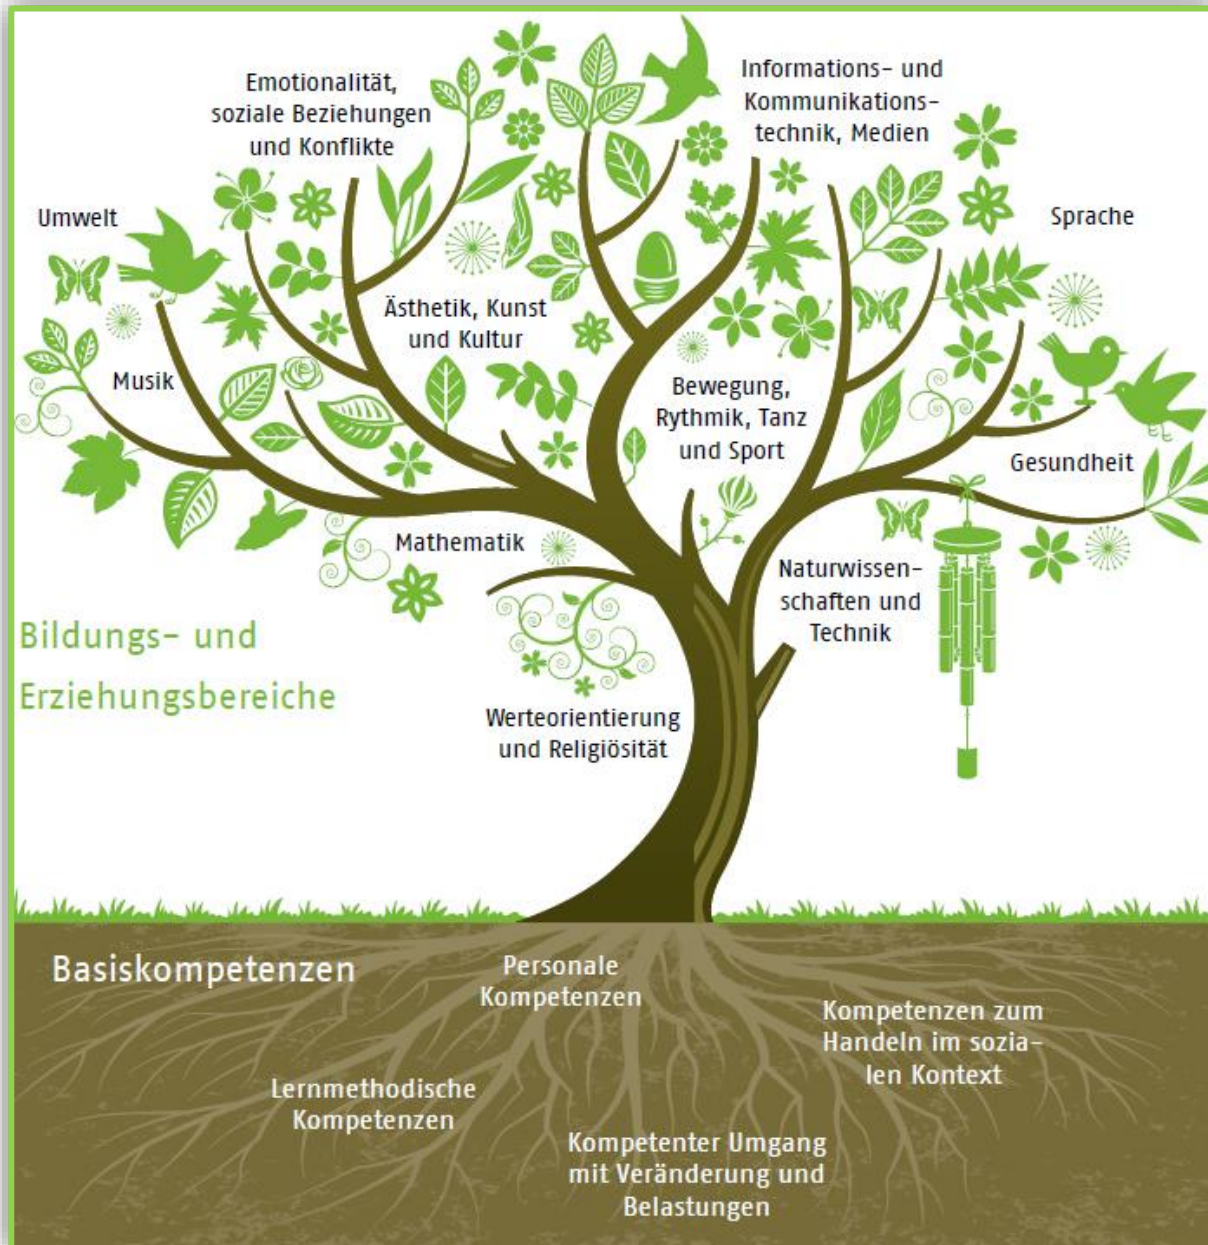 Emotionalität,
soziale Beziehungen
und Konflikte
Informations- und
Kommunikations-
technik, Medien
Umwelt
Sprache
Ästhetik, Kunst
und Kultur
Musik
Bewegung,
Rythmik, Tanz
und Sport
Gesundheit
Mathematik
Naturwissen-
schaften und
Technik
Bildungs- und
Erziehungsbereiche
Werteorientierung
und Religiösität
Basiskompetenzen
Personale
Kompetenzen
Kompetenzen zum
Handeln im sozia-
len Kontext
Lernmethodische
Kompetenzen
Kompetenter Umgang
mit Veränderung und
Belastungen